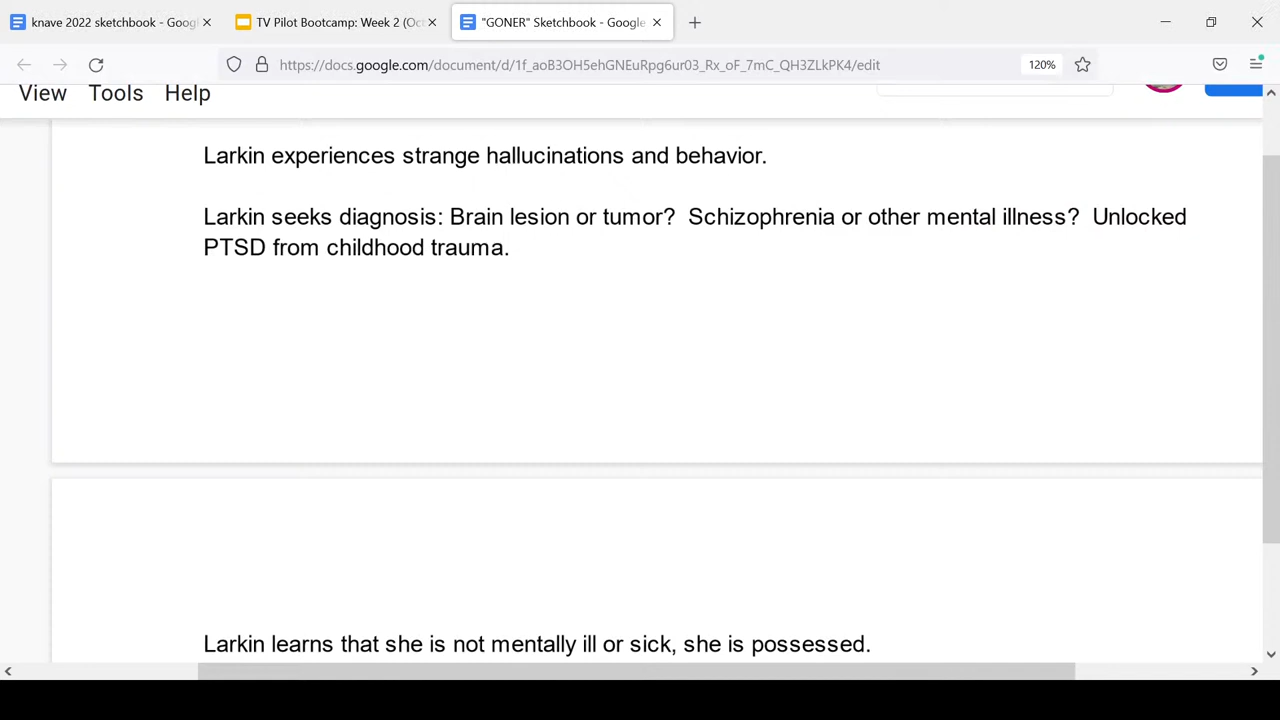 knave 2022 sketchbook - Goog
TV Pilot Bootcamp: Week 2 (Oct
"GONER" Sketchbook - Google
https://docs.google.com/document/d/1f_aoB3OH5ehGNEuRpg6ur03_Rx_oF_7mC_QH3ZLkPK4/edit
120%
View Tools Help
Larkin experiences strange hallucinations and behavior.
Larkin seeks diagnosis: Brain lesion or tumor?  Schizophrenia or other mental illness?  Unlocked
PTSD from childhood trauma.
Larkin learns that she is not mentally ill or sick, she is possessed.